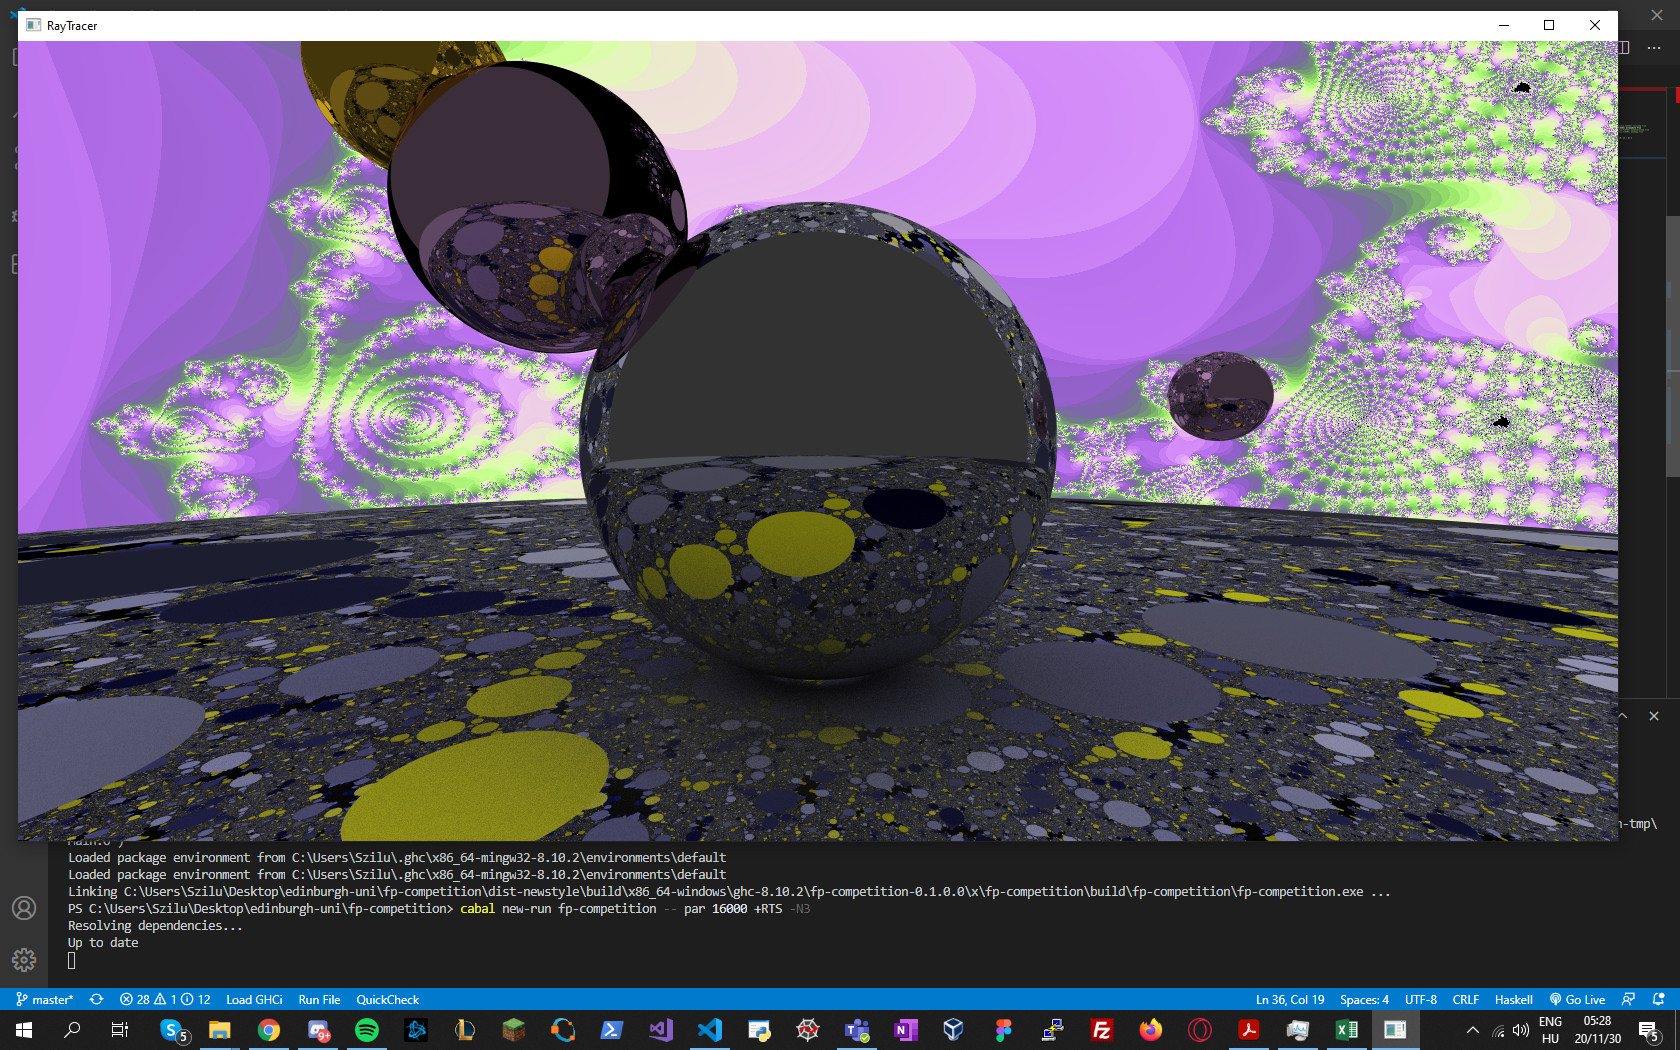 RayTracer
n-tmp\
Main.o )
Loaded package environment from C:\Users\Szilu\.ghc\x86_64-mingw32-8.10.2\environments\default
Loaded package environment from C:\Users\Szilu\.ghc\x86_64-mingw32-8.10.2\environments\default
Linking C:\Users\Szilu\Desktop\edinburgh-uni\fp-competition\dist-newstyle\build\x86_64-windows\ghc-8.10.2\fp-competition-0.1.0.0\x\fp-competition\build\fp-competition\fp-competition.exe ...
PS C:\Users\Szilu\Desktop\edinburgh-uni\fp-competition> cabal new-run fp-competition -- par 16000 +RTS -N3
Resolving dependencies...
Up to date
master* 28 1 12 Load GHCi Run File QuickCheck Ln 36, Col 19 Spaces: 4 UTF-8 CRLF Haskell Go Live
5 9+ ENG 05:28
HU 20/11/30 5